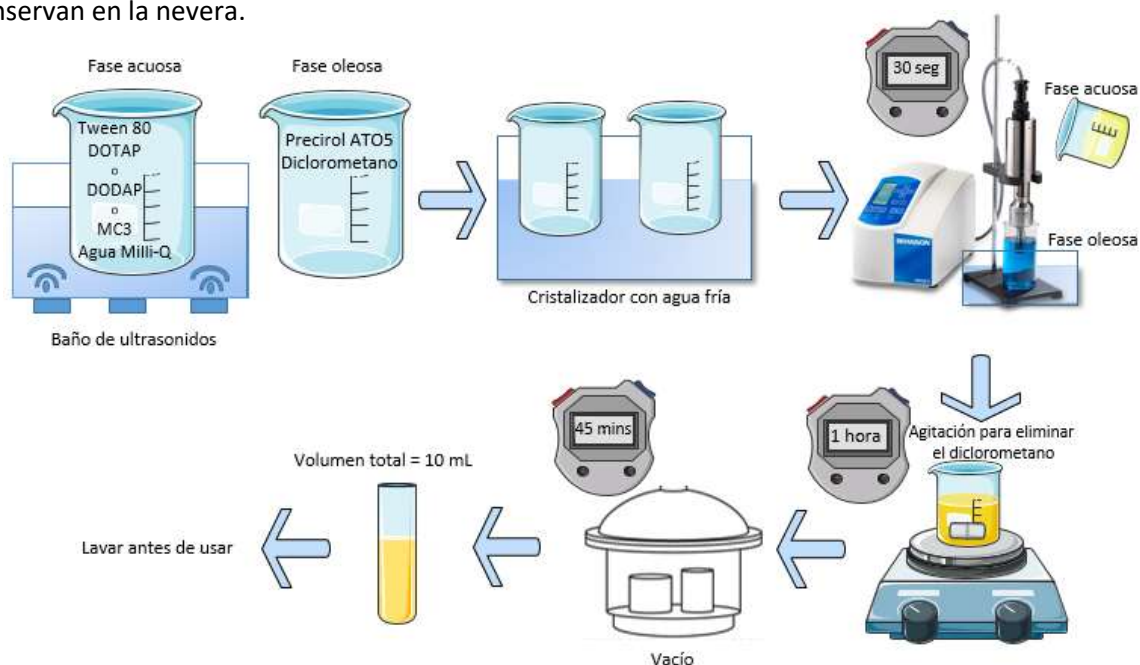 nservan en la nevera.
Fase acuosa
Fase oleosa
Tween 80
DOTAP
o
DODAP
o
MC3
Agua Milli-Q
Baño de ultrasonidos
Precirol ATO5
Diclorometano
Cristalizador con agua fría
30 seg
Fase acuosa
Fase oleosa
BRANSON
Agitación para eliminar
el diclorometano
1 hora
45 mins
Vacío
Volumen total = 10 mL
Lavar antes de usar